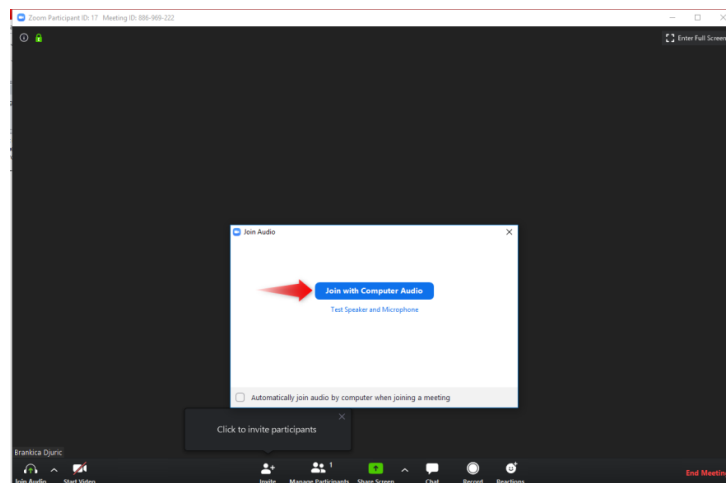 Zoom Participant ID: 17 Meeting ID: 886-969-222
Enter Full Screen
Join Audio
Join with Computer Audio
Test Speaker and Microphone
Automatically join audio by computer when joining a meeting
Click to invite participants
Brankica Djuric
1
Join Audio Start Video Invite Manage Participants Share Screen Chat Record Reactions End Meeting